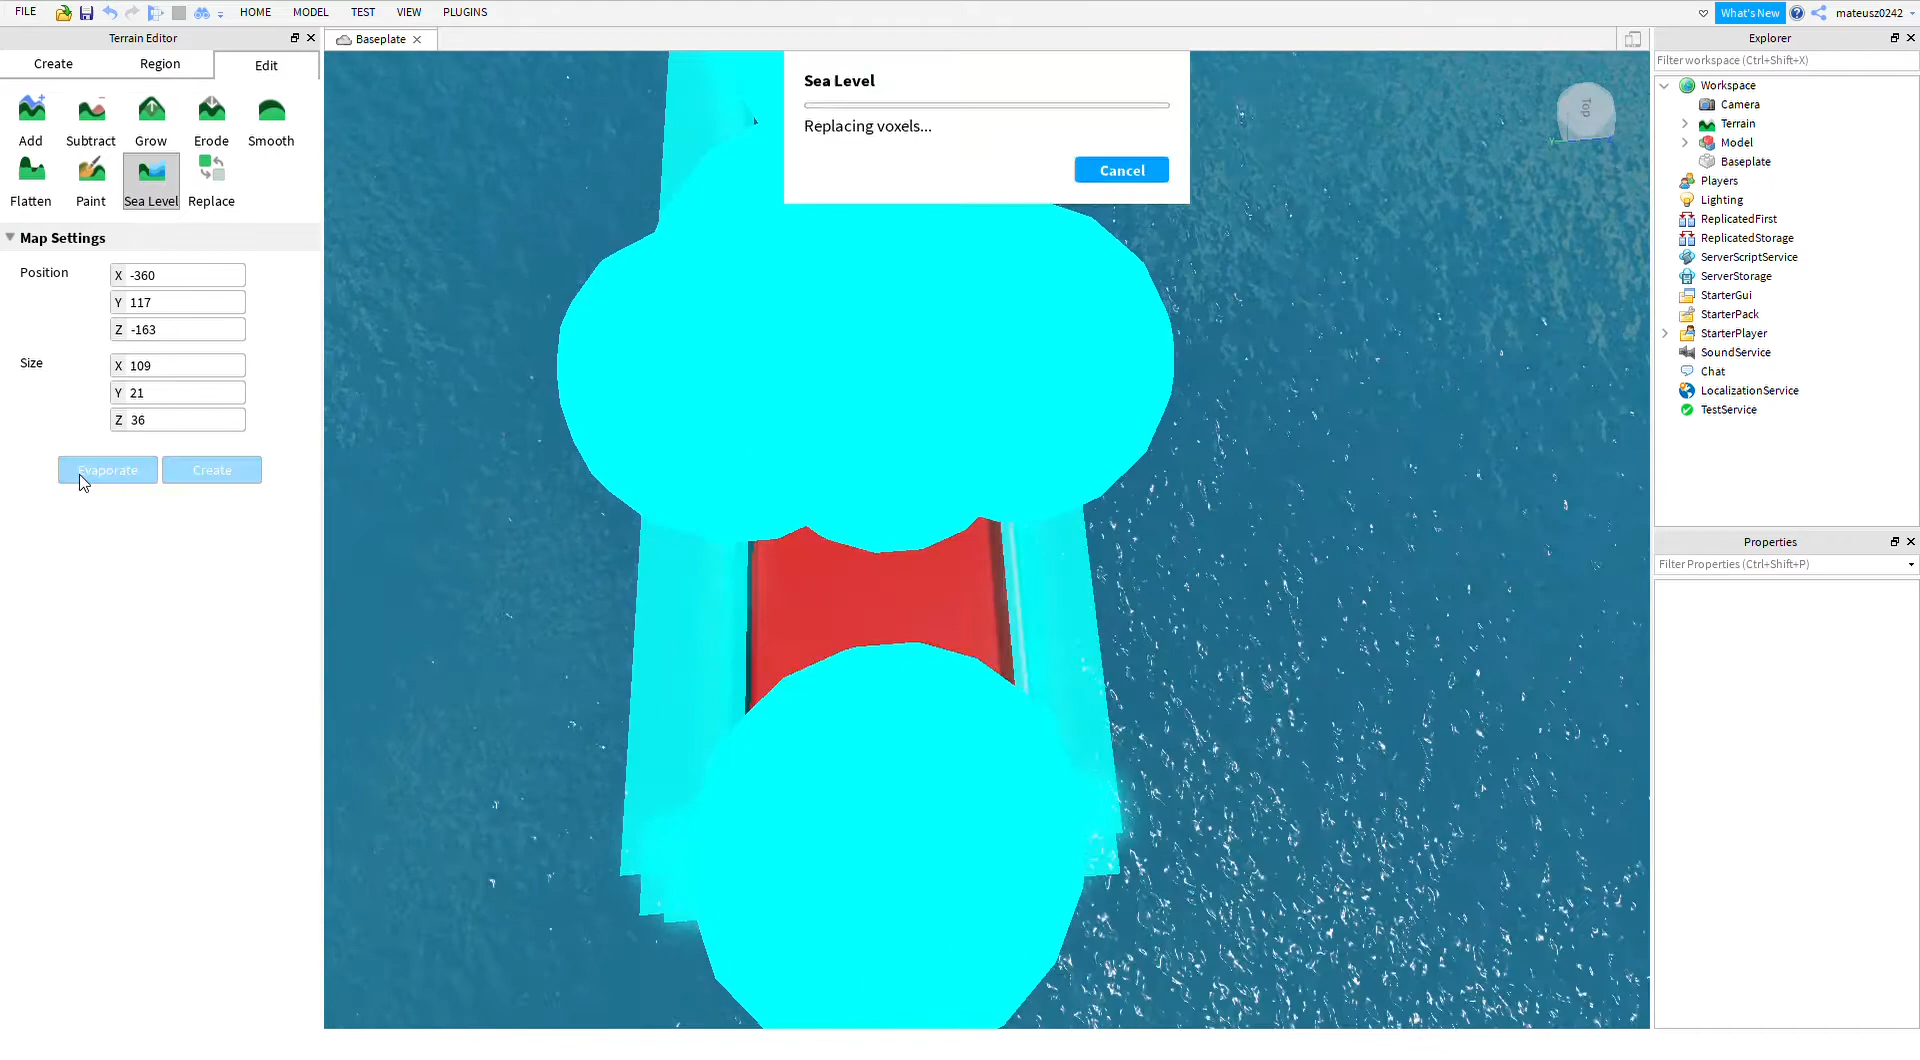 FILE HOME MODEL TEST VIEW PLUGINS What's New mateusz0242
Terrain Editor
Create Region Edit
Add Subtract Grow Erode Smooth
Flatten Paint Sea Level Replace
Map Settings
Position X -360
Y 117
Z -163
Size X 109
Y 21
Z 36
Evaporate Create
Baseplate
Sea Level
Replacing voxels...
Cancel
Top
Explorer
Filter workspace (Ctrl+Shift+X)
Workspace
Camera
Terrain
Model
Baseplate
Players
Lighting
ReplicatedFirst
ReplicatedStorage
ServerScriptService
ServerStorage
StarterGui
StarterPack
StarterPlayer
SoundService
Chat
LocalizationService
TestService
Properties
Filter Properties (Ctrl+Shift+P)